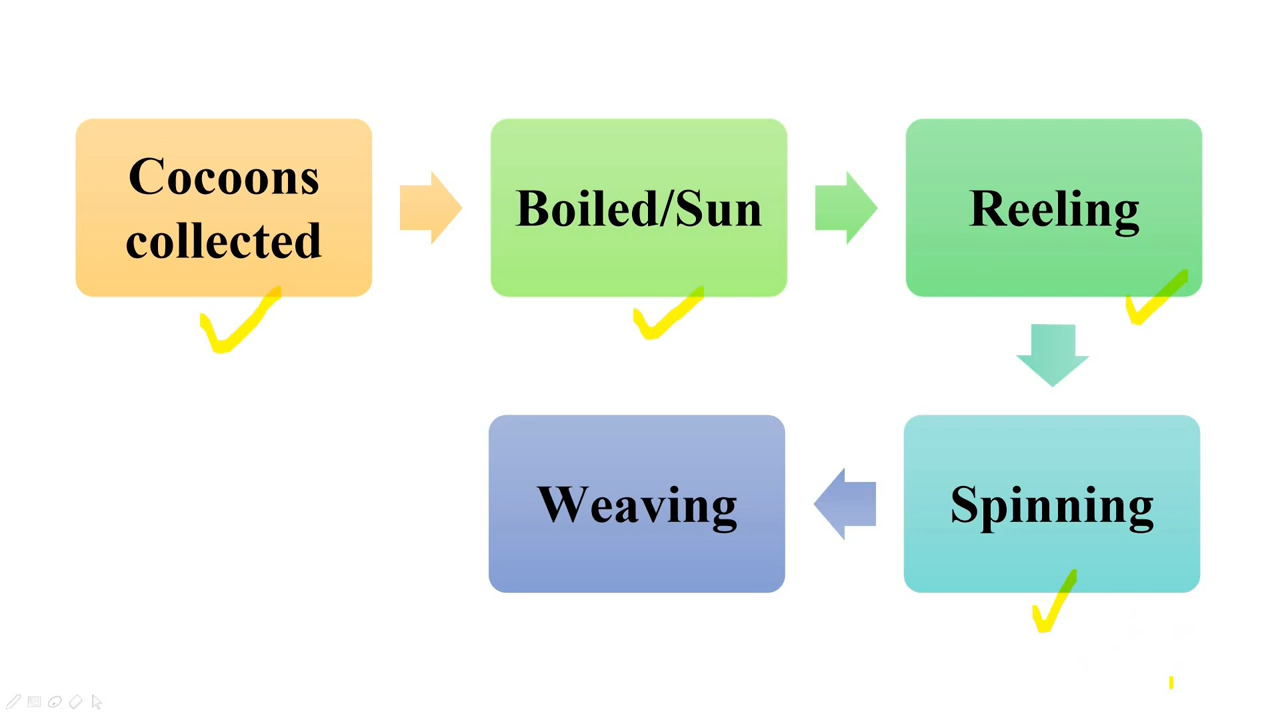 Cocoons
collected
Boiled/Sun
Reeling
Spinning
Weaving